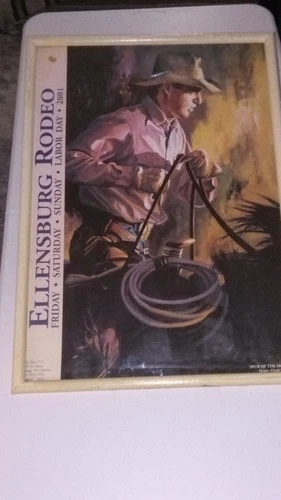 ELLENSBURG RODEO
FRIDAY • SATURDAY • SUNDAY • LABOR DAY • 2001